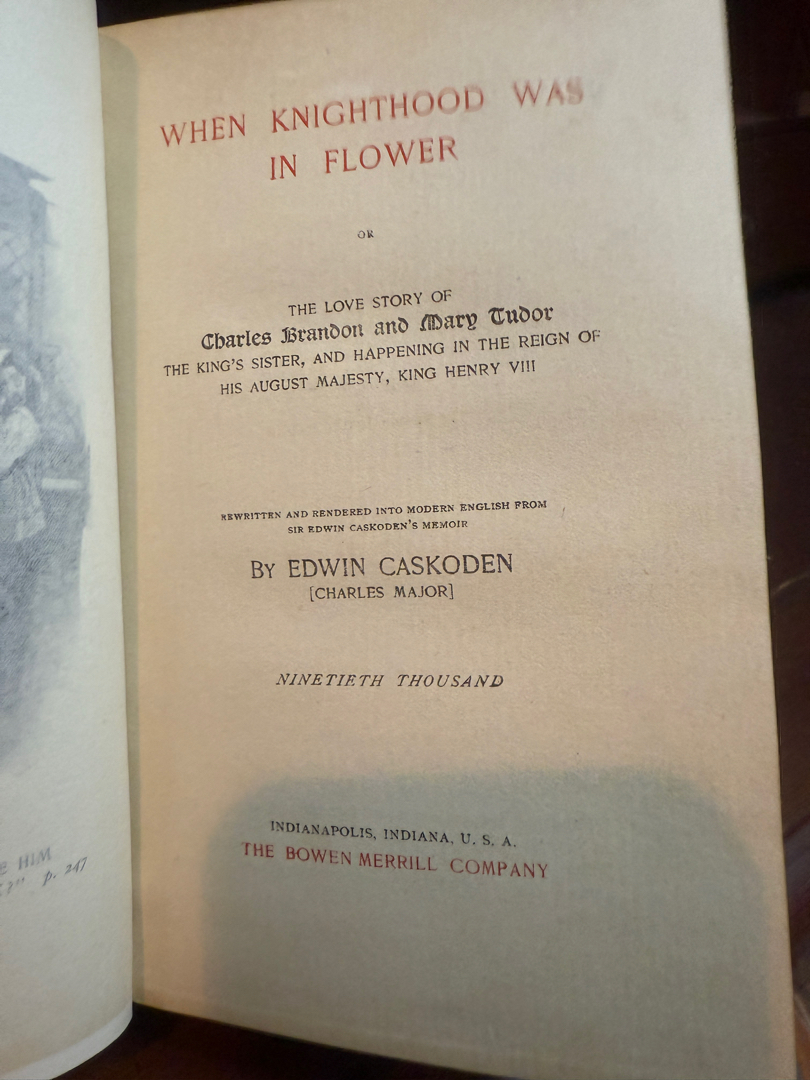 WHEN KNIGHTHOOD WAS
IN FLOWER
OR
THE LOVE STORY OF
Charles Brandon and Mary Tudor
THE KING'S SISTER, AND HAPPENING IN THE REIGN OF
HIS AUGUST MAJESTY, KING HENRY VIII
REWRITTEN AND RENDERED INTO MODERN ENGLISH FROM
SIR EDWIN CASKODEN'S MEMOIR
BY EDWIN CASKODEN
[CHARLES MAJOR]
NINETIETH THOUSAND
INDIANAPOLIS, INDIANA, U. S. A.
THE BOWEN MERRILL COMPANY
HIM
?" p. 247